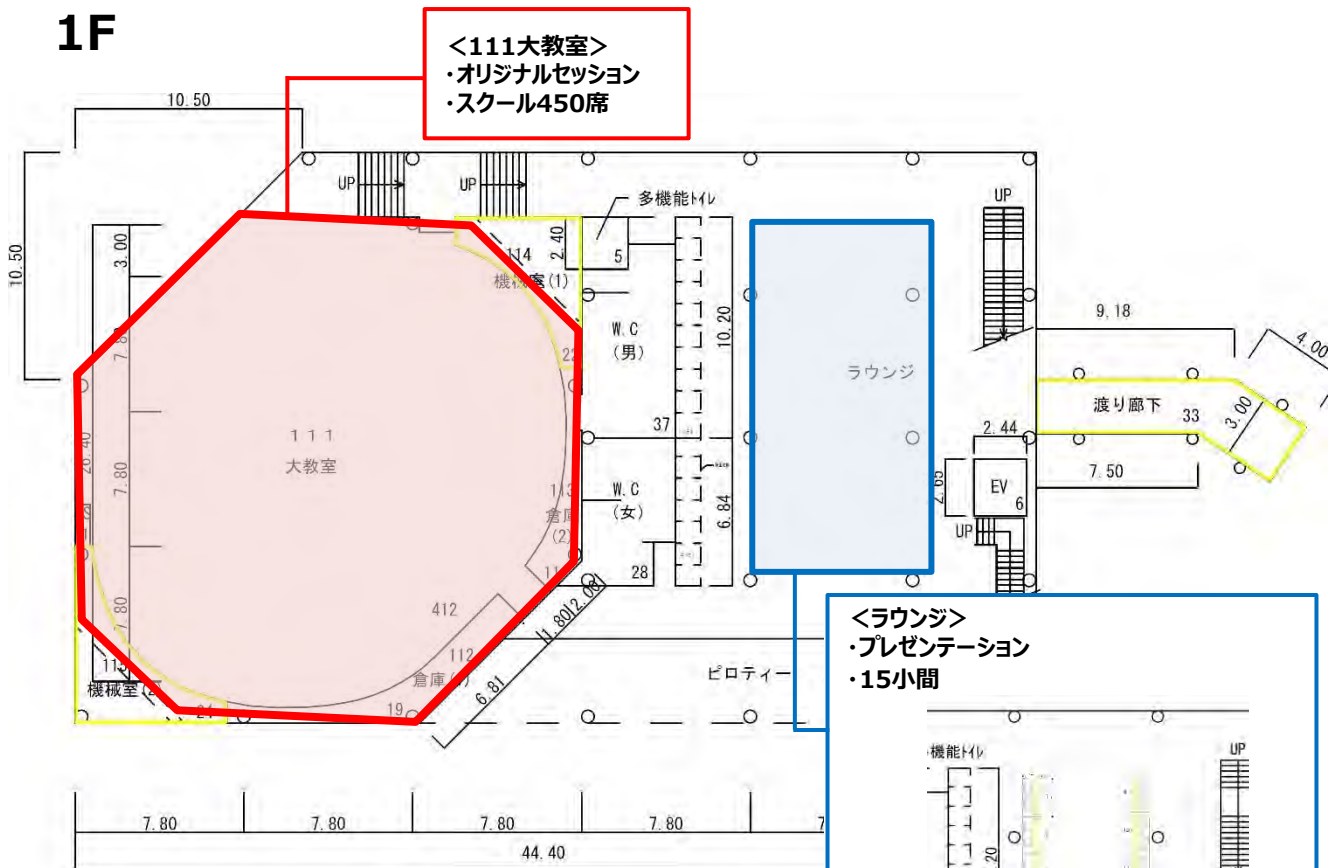 1F
<111大教室>
・オリジナルセッション
・スクール450席
10.50
10.50
UP
UP
多機能トイレ
UP
3.00
114
2.40
5
機械室(1)
W.C
(男)
10.20
9.18
4.00
ラウンジ
渡り廊下
33
3.00
7.80
111
大教室
37
2.44
7.50
W.C
(女)
6.84
2.65
EV
6
UP
113
倉庫
(2)
28
7.80
412
1.80
2.00
112
倉庫
6.81
19
機械室
ピロティー
<ラウンジ>
・プレゼンテーション
・15小間
機能トイレ
UP
20
7.80
7.80
7.80
7.80
44.40